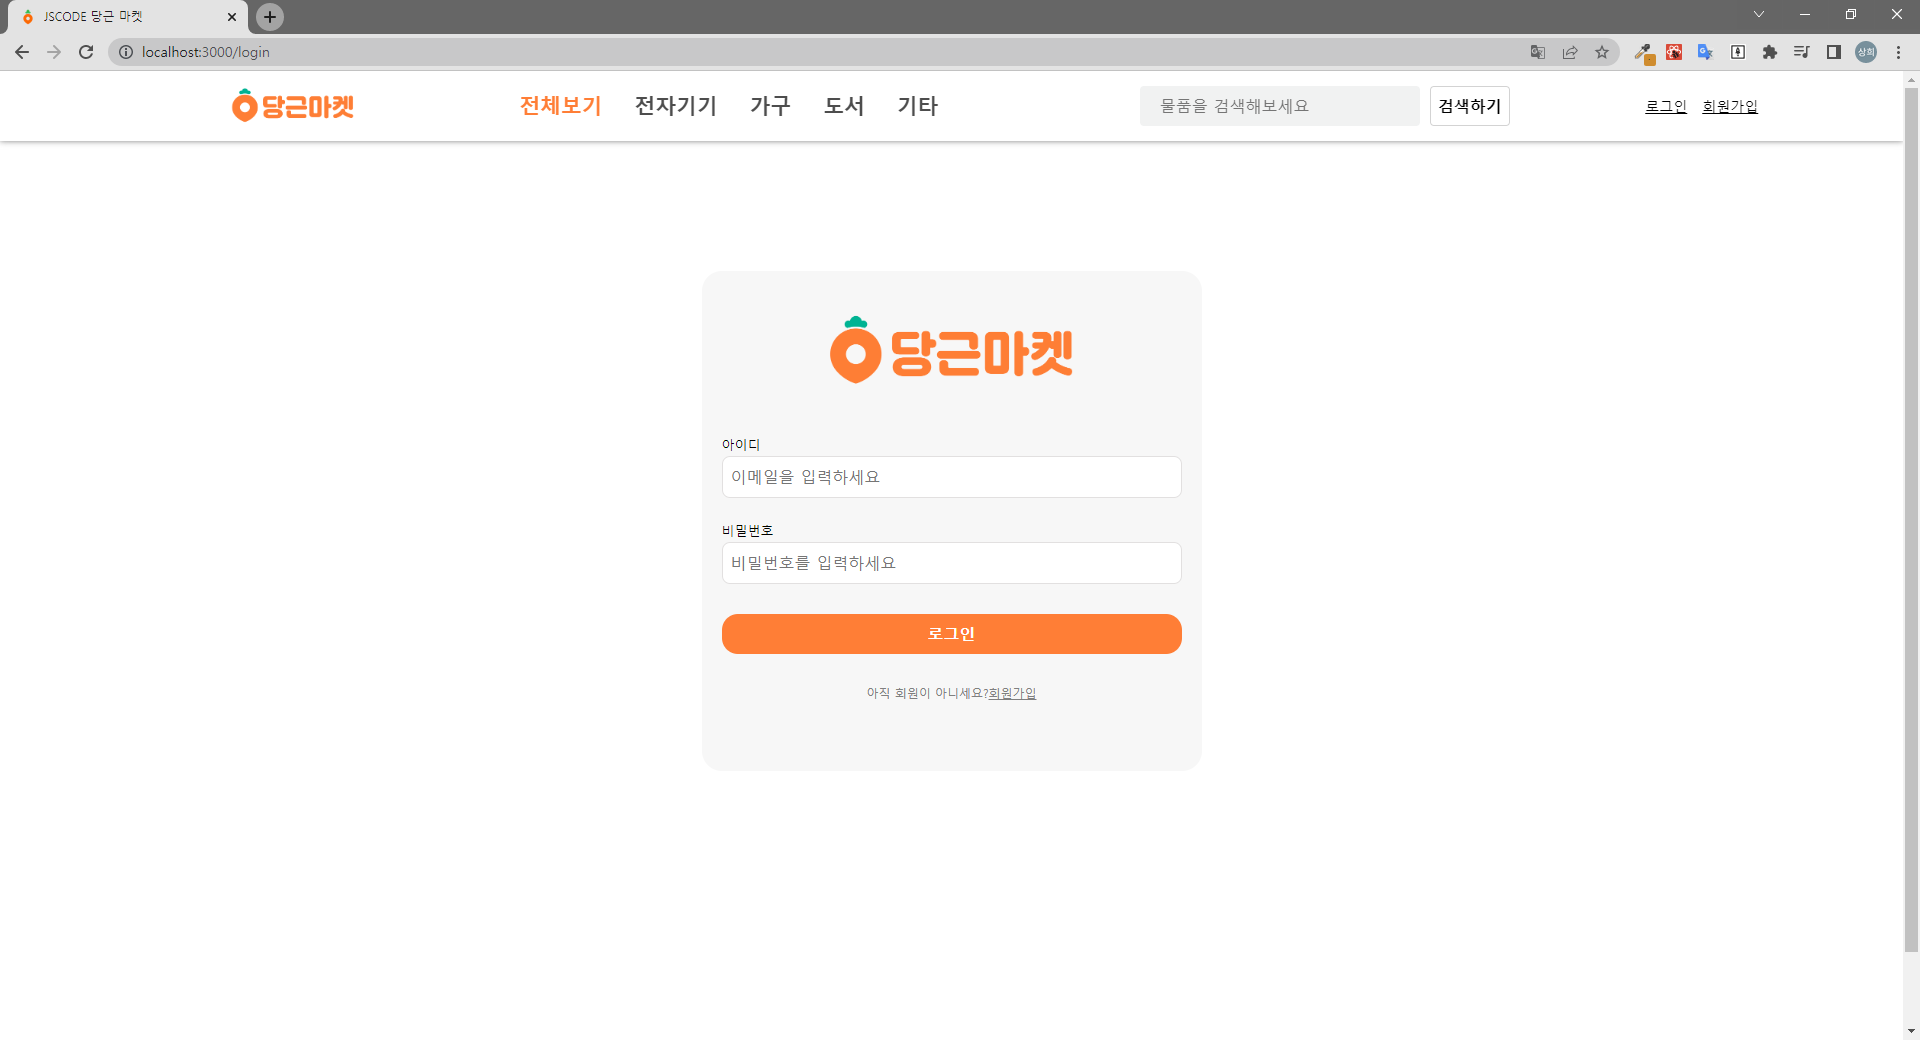 JSCODE 당근 마켓
localhost:3000/login
상희
당근마켓 전체보기 전자기기 가구 도서 기타 물품을 검색해보세요 검색하기 로그인 회원가입
당근마켓
아이디
이메일을 입력하세요
비밀번호
비밀번호를 입력하세요
로그인
아직 회원이 아니세요?회원가입